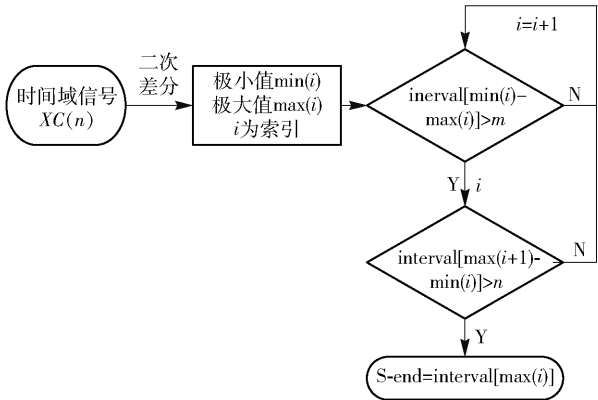 i=i+1
二次
差分
时间域信号
XC(n)
极小值min(i)
极大值max(i)
i为索引
inerval[min(i)−
max(i)]>m
N
Y i
interval[max(i+1)-
min(i)]>n
N
Y
S-end=interval[max(i)]